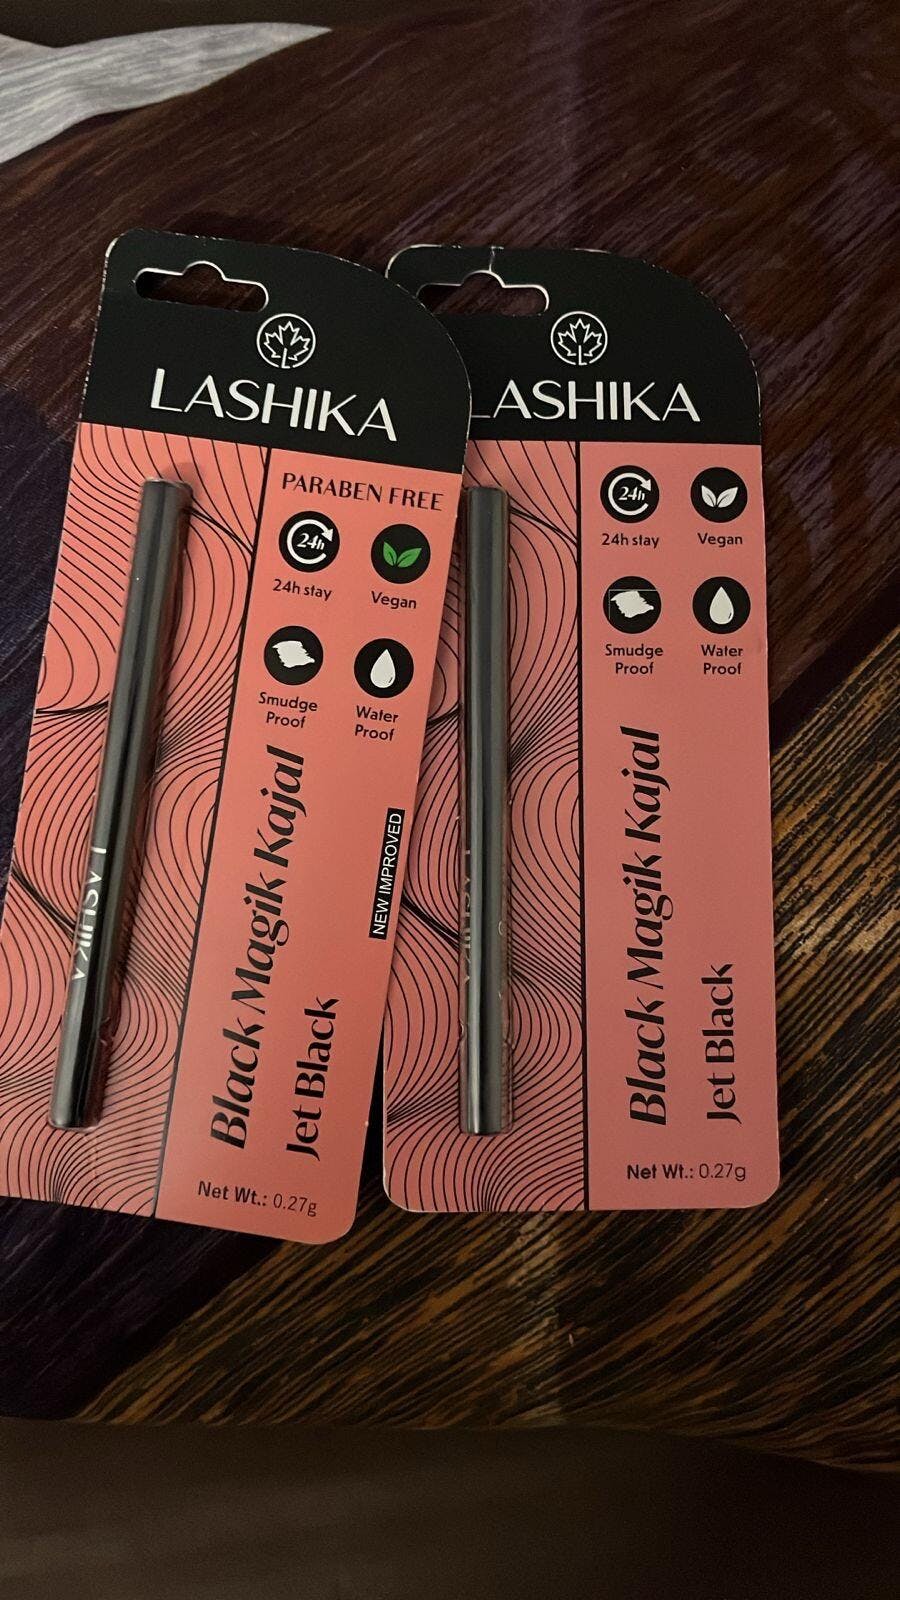 LASHIKA
PARABEN FREE
24h
24h stay
Vegan
Smudge
Proof
Water
Proof
Black Magik Kajal
Jet Black
NEW IMPROVED
Net Wt.: 0.27g
LASHIKA
LASHIKA
24h
24h stay
Vegan
Smudge
Proof
Water
Proof
Black Magik Kajal
Jet Black
Net Wt.: 0.27g